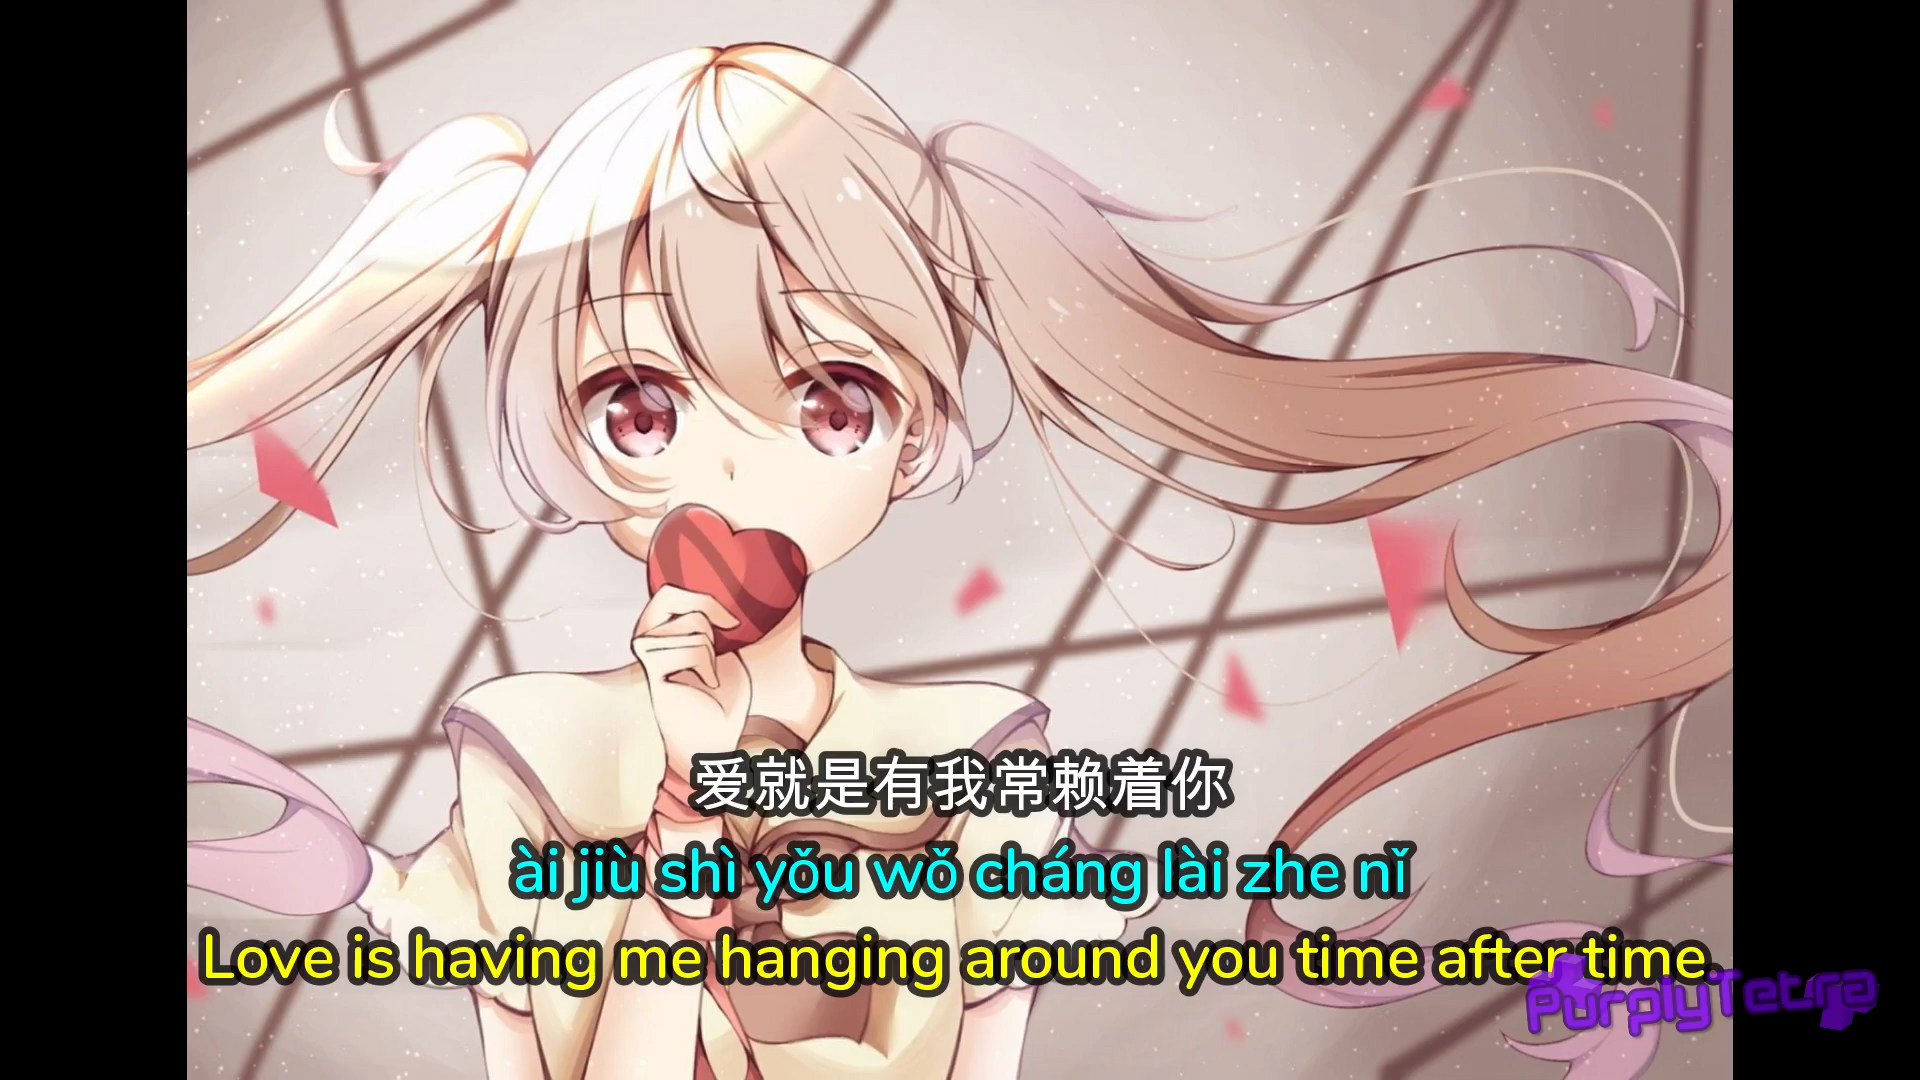 爱就是有我常赖着你
ài jiù shì yǒu wǒ cháng lài zhe nǐ
Love is having me hanging around you time after time
PurplyTetra